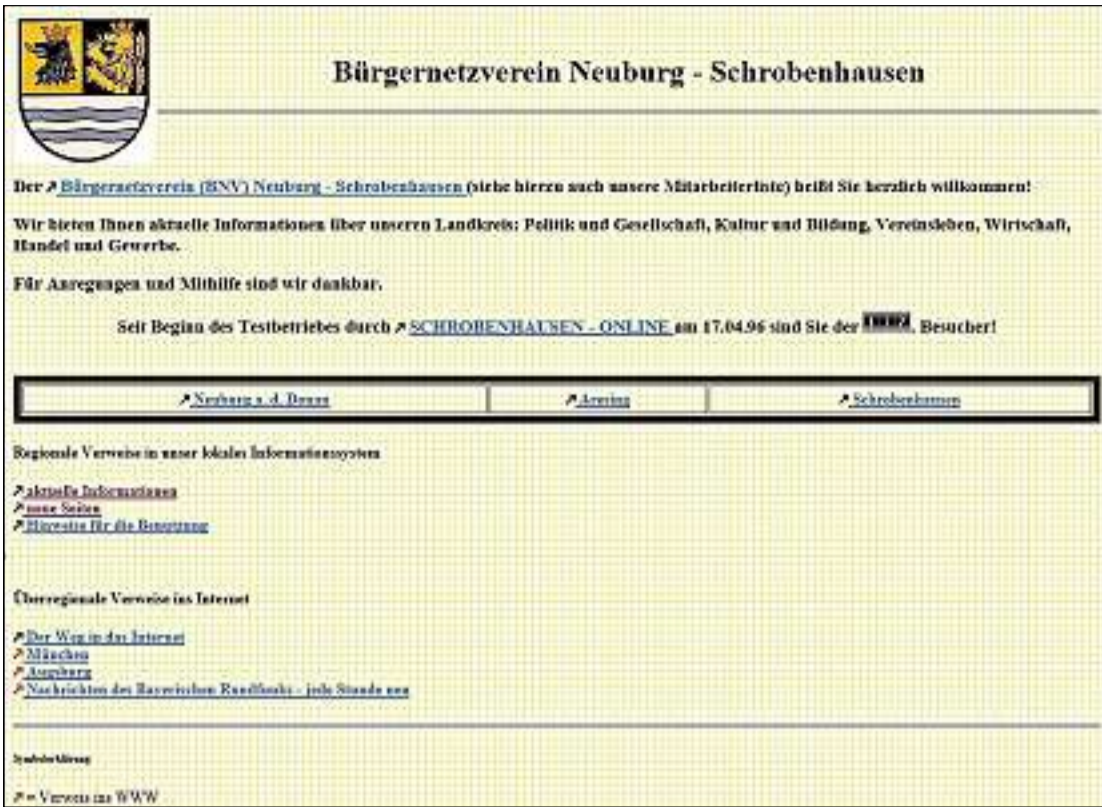 Bürgernetzverein Neuburg - Schrobenhausen
Der Bürgernetzverein (BNV) Neuburg - Schrobenhausen (siehe hierzu auch unsere Mitarbeiterliste) heißt Sie herzlich willkommen!
Wir bieten Ihnen aktuelle Informationen über unseren Landkreis: Politik und Gesellschaft, Kultur und Bildung, Vereinsleben, Wirtschaft,
Handel und Gewerbe.
Für Anregungen und Mithilfe sind wir dankbar.
Seit Beginn des Testbetriebes durch SCHROBENHAUSEN - ONLINE am 17.04.96 sind Sie der . Besucher!
Neuburg a. d. Donau Aresing Schrobenhausen
Regionale Verweise in unser lokales Informationssystem
aktuelle Informationen
neue Seiten
Hinweise für die Benutzung
Überregionale Verweise ins Internet
Der Weg in das Internet
München
Augsburg
Nachrichten des Bayerischen Rundfunks - jede Stunde neu
Symbolerklärung
= Verweis ins WWW